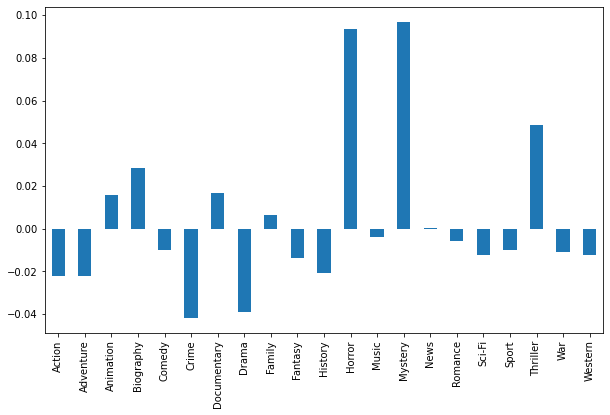 0.10
0.08
0.06
0.04
0.02
0.00
−0.02
−0.04
Action
Adventure
Animation
Biography
Comedy
Crime
Documentary
Drama
Family
Fantasy
History
Horror
Music
Mystery
News
Romance
Sci-Fi
Sport
Thriller
War
Western